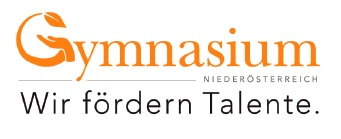 Gymnasium
NIEDERÖSTERREICH
Wir fördern Talente.